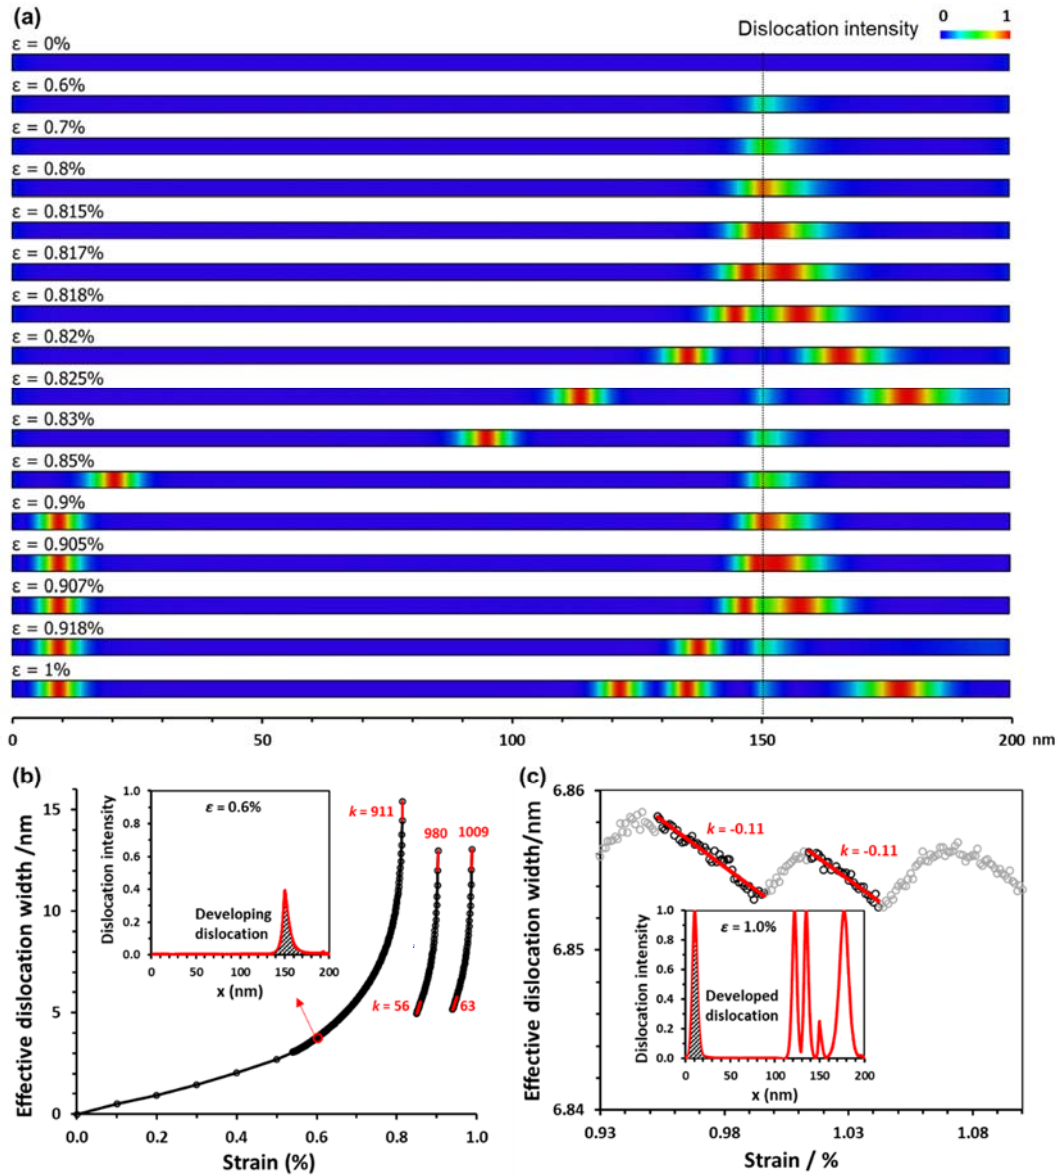 (a)
Dislocation intensity
0 1
ε = 0%
ε = 0.6%
ε = 0.7%
ε = 0.8%
ε = 0.815%
ε = 0.817%
ε = 0.818%
ε = 0.82%
ε = 0.825%
ε = 0.83%
ε = 0.85%
ε = 0.9%
ε = 0.905%
ε = 0.907%
ε = 0.918%
ε = 1%
0 50 100 150 200 nm
(b)
Effective dislocation width /nm
15
10
5
0
0.0 0.2 0.4 0.6 0.8 1.0
Strain (%)
k = 911
980
1009
k = 56
63
Dislocation intensity
1.0
0.8
0.6
0.4
0.2
0.0
ε = 0.6%
Developing
dislocation
0 50 100 150 200
x (nm)
(c)
Effective dislocation width/nm
6.86
6.85
6.84
0.93 0.98 1.03 1.08
Strain / %
k = -0.11
k = -0.11
Dislocation intensity
1.0
0.8
0.6
0.4
0.2
0.0
ε = 1.0%
Developed
dislocation
0 50 100 150 200
x (nm)